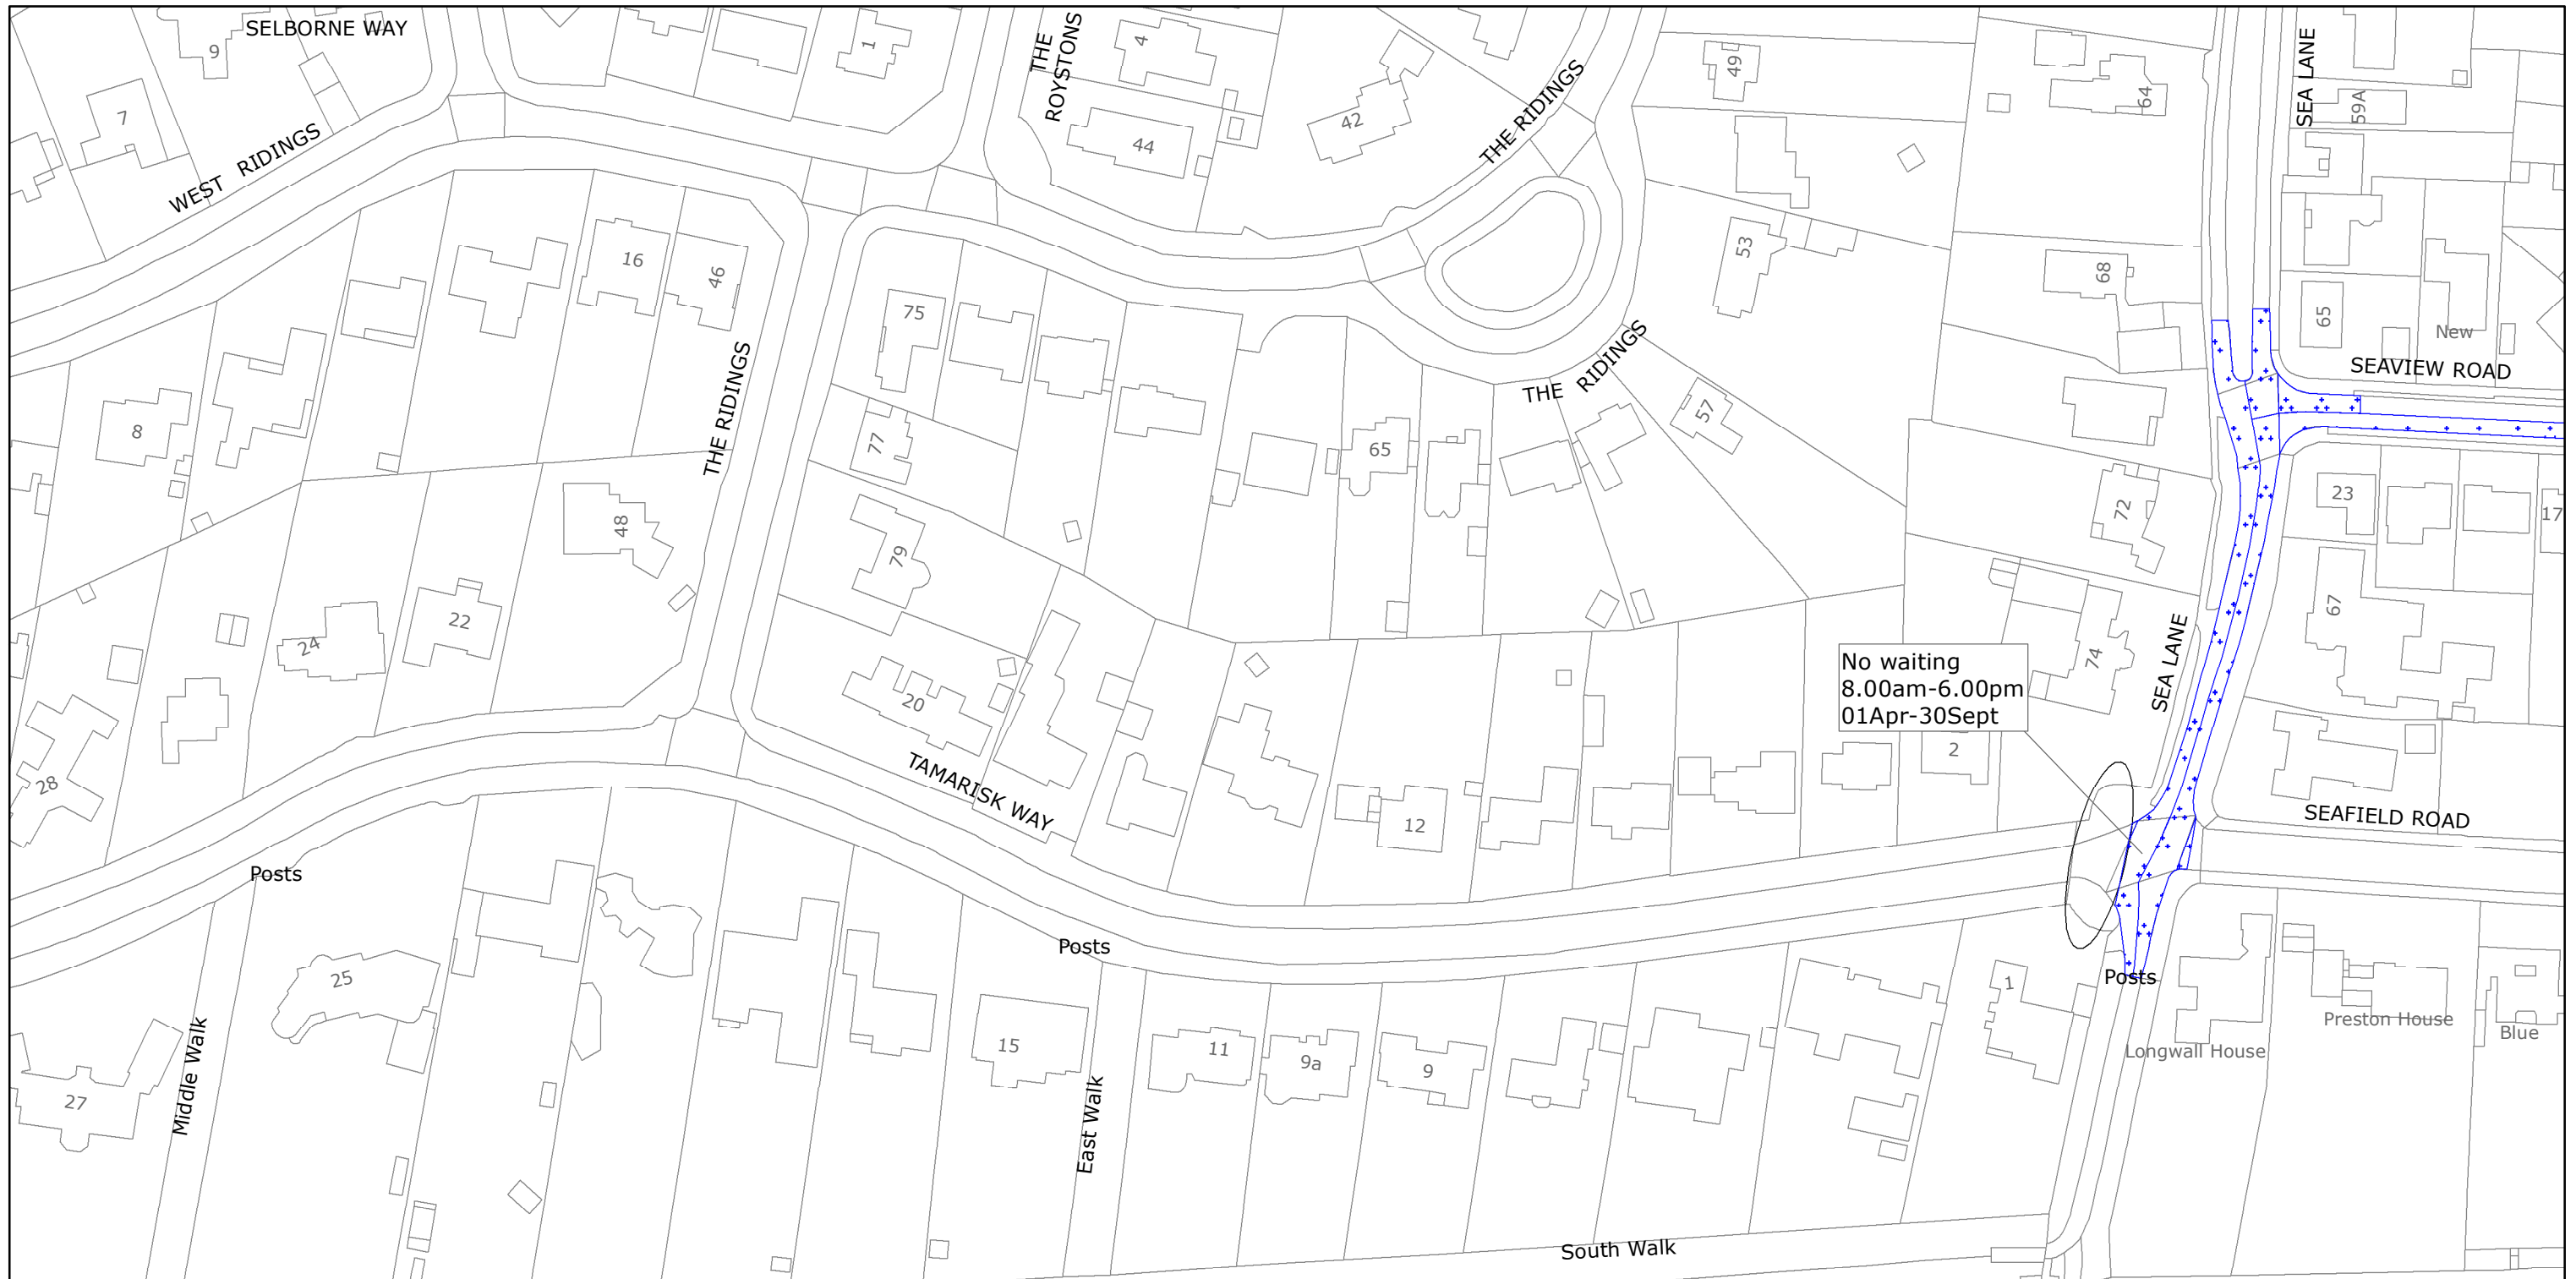 SELBORNE WAY
9
7
WEST RIDINGS
1
THE
ROYSTONS
4
44
42
THE RIDINGS
49
64
SEA LANE
59A
16
46
75
53
68
65
New
SEAVIEW ROAD
THE RIDINGS
8
THE RIDINGS
77
65
57
72
23
17
48
79
67
24
22
20
74
SEA LANE
No waiting
8.00am-6.00pm
01Apr-30Sept
28
TAMARISK WAY
12
2
SEAFIELD ROAD
Posts
Posts
25
15
11
9a
9
1
Posts
Longwall House
Preston House
Blue
27
Middle Walk
East Walk
South Walk